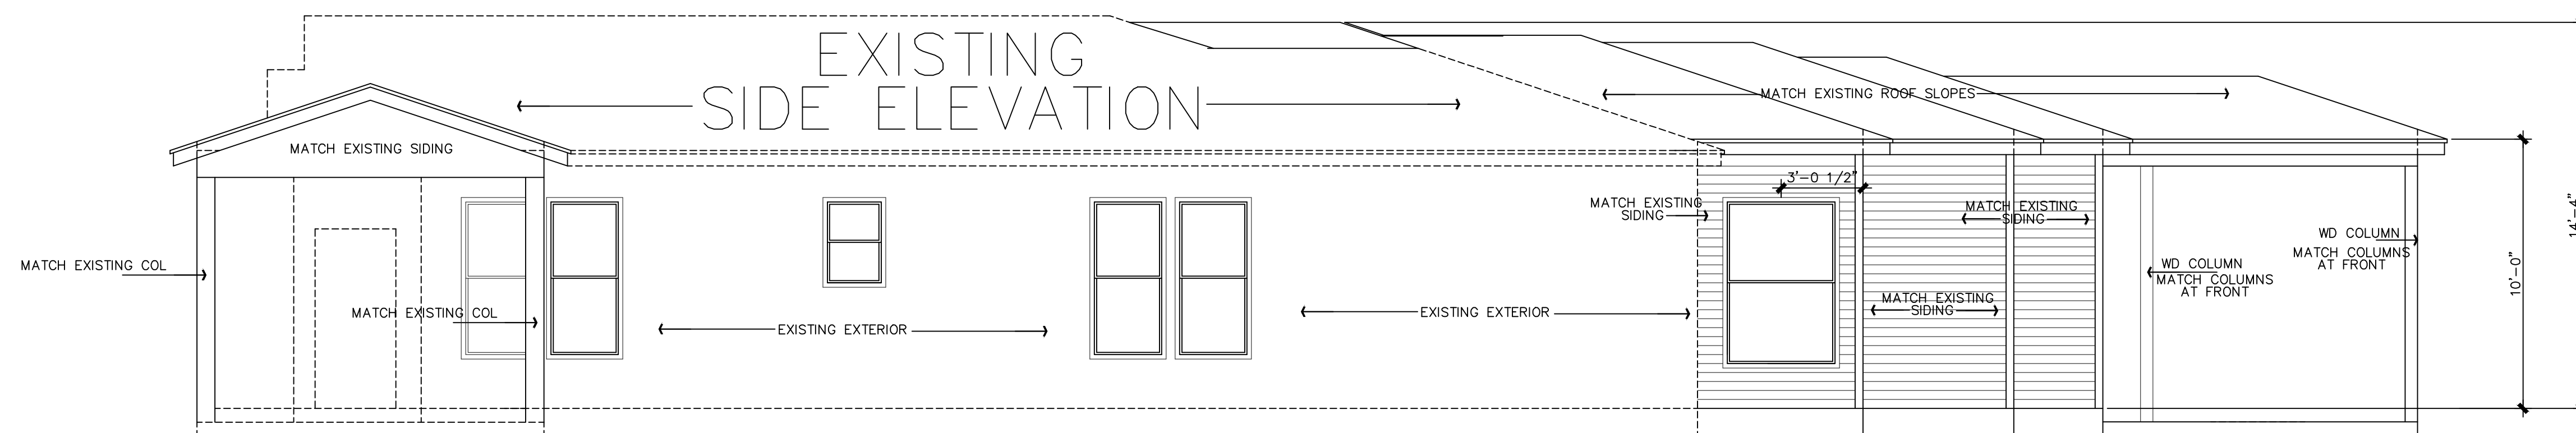 EXISTING
SIDE ELEVATION
MATCH EXISTING ROOF SLOPES
MATCH EXISTING SIDING
3'-0 1/2"
MATCH EXISTING
SIDING
MATCH EXISTING
SIDING
14'-4"
WD COLUMN
MATCH COLUMNS
AT FRONT
MATCH EXISTING COL
WD COLUMN
MATCH COLUMNS
AT FRONT
10'-0"
MATCH EXISTING
SIDING
MATCH EXISTING COL
EXISTING EXTERIOR
EXISTING EXTERIOR